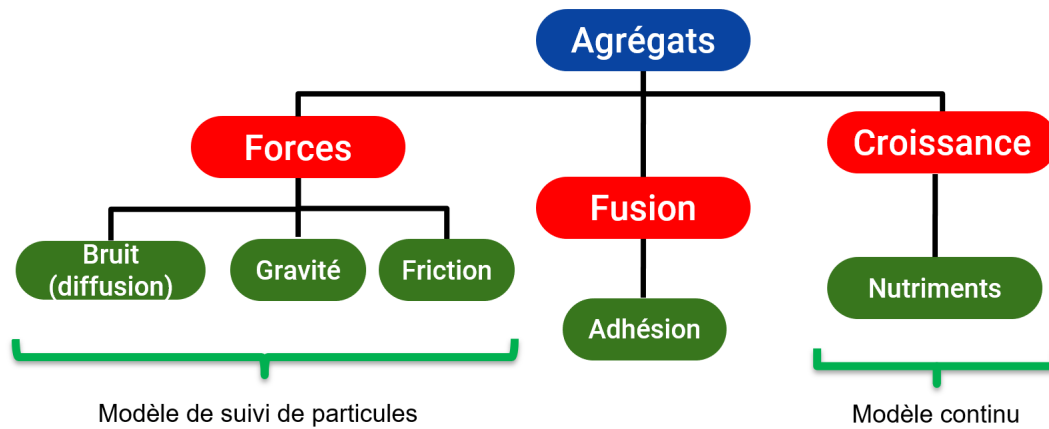 Agrégats
Forces
Croissance
Fusion
Bruit
(diffusion)
Gravité
Friction
Nutriments
Adhésion
Modèle de suivi de particules
Modèle continu